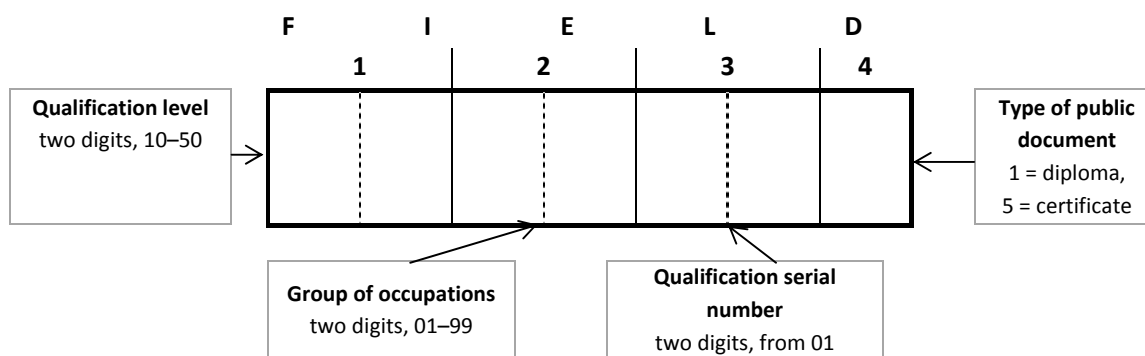 F I E L D
1 2 3 4
Qualification level
two digits, 10–50
Type of public
document
1 = diploma,
5 = certificate
Group of occupations
two digits, 01–99
Qualification serial
number
two digits, from 01